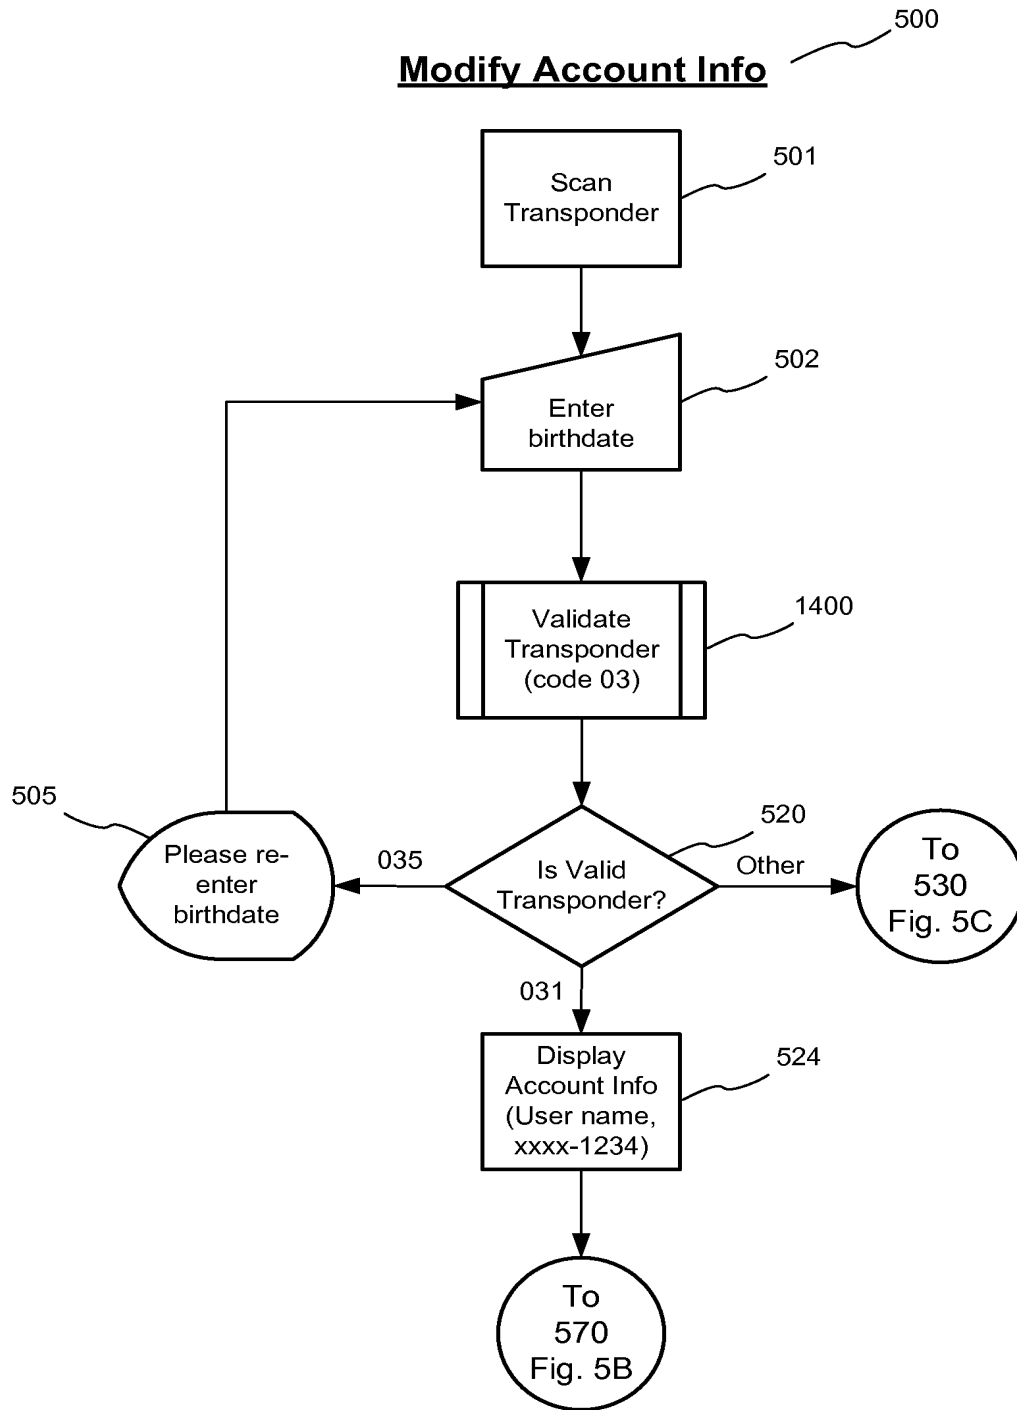 500
Modify Account Info
501
Scan
Transponder
502
Enter
birthdate
1400
Validate
Transponder
(code 03)
505
Please re-
enter
birthdate
035
520
Is Valid
Transponder?
Other
To
530
Fig. 5C
031
524
Display
Account Info
(User name,
xxxx-1234)
To
570
Fig. 5B